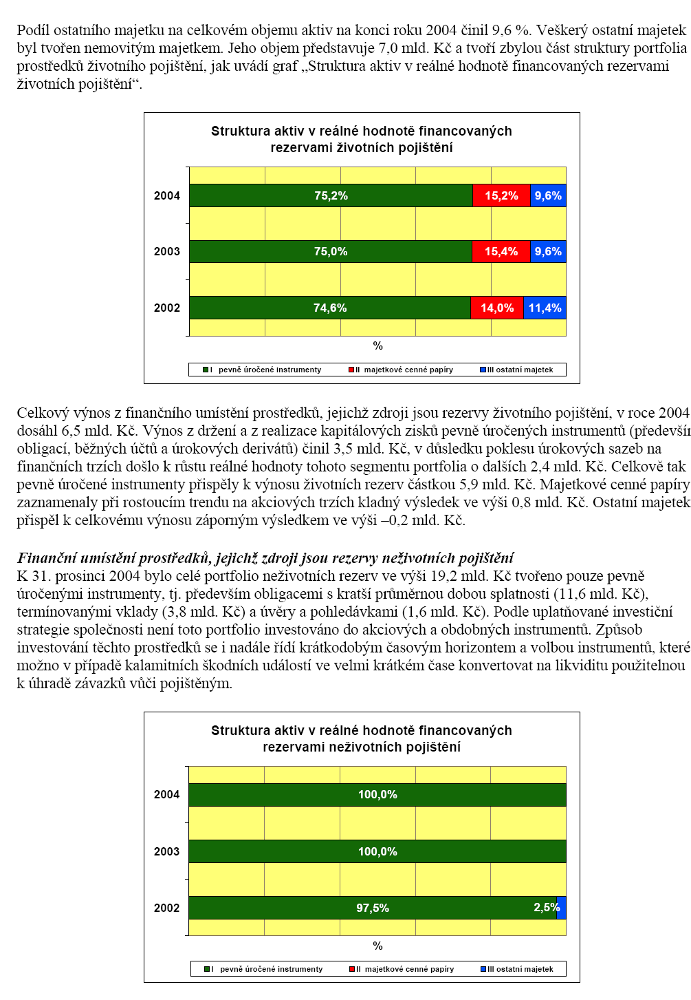 Podíl ostatního majetku na celkovém objemu aktiv na konci roku 2004 činil 9,6 %. Veškerý ostatní majetek
byl tvořen nemovitým majetkem. Jeho objem představuje 7,0 mld. Kč a tvoří zbylou část struktury portfolia
prostředků životního pojištění, jak uvádí graf „Struktura aktiv v reálné hodnotě financovaných rezervami
životních pojištění“.
Struktura aktiv v reálné hodnotě financovaných
rezervami životních pojištění
2004 75,2% 15,2% 9,6%
2003 75,0% 15,4% 9,6%
2002 74,6% 14,0% 11,4%
%
I pevně úročené instrumenty II majetkové cenné papíry III ostatní majetek
Celkový výnos z finančního umístění prostředků, jejichž zdroji jsou rezervy životního pojištění, v roce 2004
dosáhl 6,5 mld. Kč. Výnos z držení a z realizace kapitálových zisků pevně úročených instrumentů (předevší
obligací, běžných účtů a úrokových derivátů) činil 3,5 mld. Kč, v důsledku poklesu úrokových sazeb na
finančních trzích došlo k růstu reálné hodnoty tohoto segmentu portfolia o dalších 2,4 mld. Kč. Celkově tak
pevně úročené instrumenty přispěly k výnosu životních rezerv částkou 5,9 mld. Kč. Majetkové cenné papíry
zaznamenaly při rostoucím trendu na akciových trzích kladný výsledek ve výši 0,8 mld. Kč. Ostatní majetek
přispěl k celkovému výnosu záporným výsledkem ve výši –0,2 mld. Kč.
Finanční umístění prostředků, jejichž zdroji jsou rezervy neživotních pojištění
K 31. prosinci 2004 bylo celé portfolio neživotních rezerv ve výši 19,2 mld. Kč tvořeno pouze pevně
úročenými instrumenty, tj. především obligacemi s kratší průměrnou dobou splatnosti (11,6 mld. Kč),
termínovanými vklady (3,8 mld. Kč) a úvěry a pohledávkami (1,6 mld. Kč). Podle uplatňované investiční
strategie společnosti není toto portfolio investováno do akciových a obdobných instrumentů. Způsob
investování těchto prostředků se i nadále řídí krátkodobým časovým horizontem a volbou instrumentů, které
možno v případě kalamitních škodních událostí ve velmi krátkém čase konvertovat na likviditu použitelnou
k úhradě závazků vůči pojištěným.
Struktura aktiv v reálné hodnotě financovaných
rezervami neživotních pojištění
2004 100,0%
2003 100,0%
2002 97,5% 2,5%
%
I pevně úročené instrumenty II majetkové cenné papíry III ostatní majetek